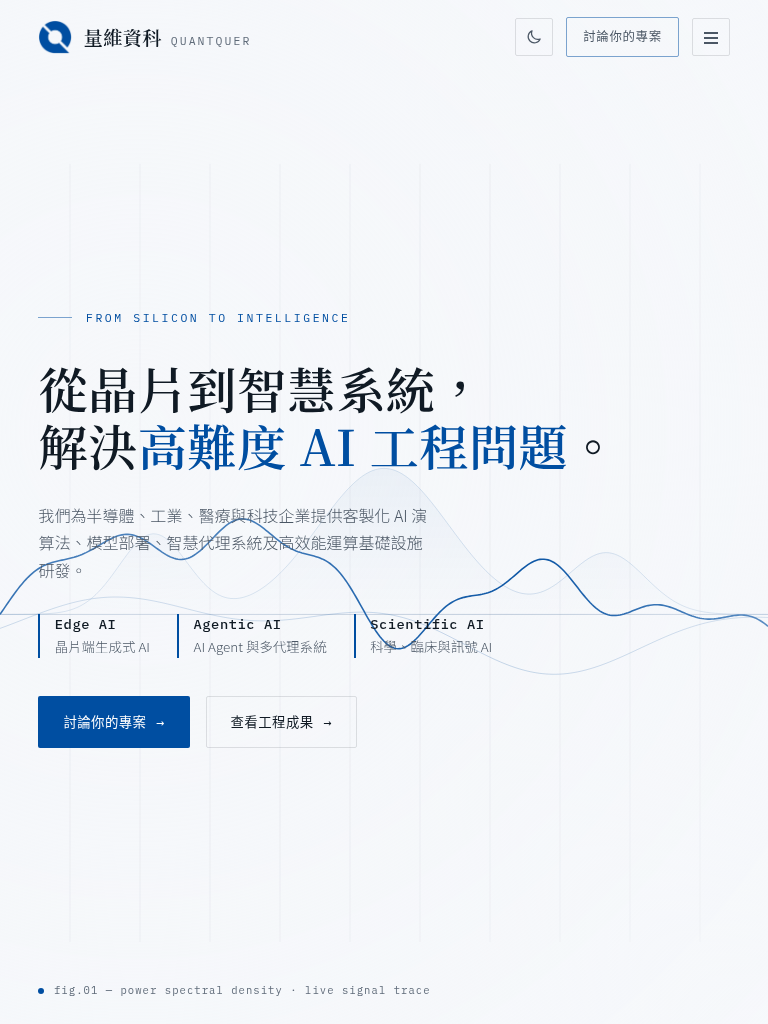 量維資科 QUANTQUER
討論你的專案
FROM SILICON TO INTELLIGENCE
從晶片到智慧系統，
解決高難度 AI 工程問題。
我們為半導體、工業、醫療與科技企業提供客製化 AI 演
算法、模型部署、智慧代理系統及高效能運算基礎設施
研發。
Edge AI
晶片端生成式 AI
Agentic AI
AI Agent 與多代理系統
Scientific AI
科學、臨床與訊號 AI
討論你的專案 →
查看工程成果 →
fig.01 — power spectral density · live signal trace